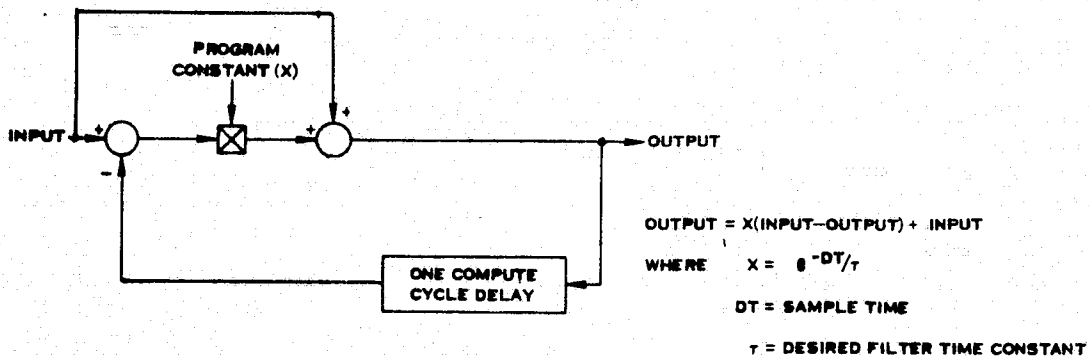 PROGRAM
CONSTANT (X)
+
INPUT
+
+
OUTPUT
−
ONE COMPUTE
CYCLE DELAY
OUTPUT = X(INPUT−OUTPUT) + INPUT
WHERE X = e^-DT/τ
DT = SAMPLE TIME
τ = DESIRED FILTER TIME CONSTANT